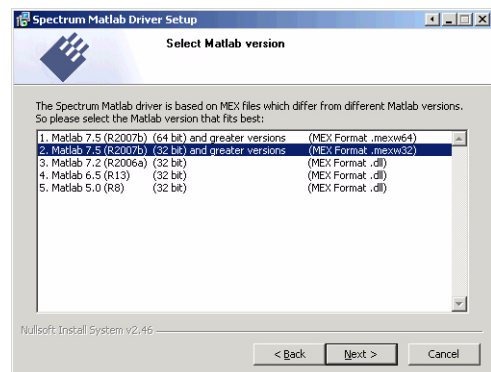 Spectrum Matlab Driver Setup
Select Matlab version
The Spectrum Matlab driver is based on MEX files which differ from different Matlab versions.
So please select the Matlab version that fits best:
1. Matlab 7.5 (R2007b) (64 bit) and greater versions (MEX Format .mexw64)
2. Matlab 7.5 (R2007b) (32 bit) and greater versions (MEX Format .mexw32)
3. Matlab 7.2 (R2006a) (32 bit) (MEX Format .dll)
4. Matlab 6.5 (R13) (32 bit) (MEX Format .dll)
5. Matlab 5.0 (R8) (32 bit) (MEX Format .dll)
Nullsoft Install System v2.46
< Back Next > Cancel